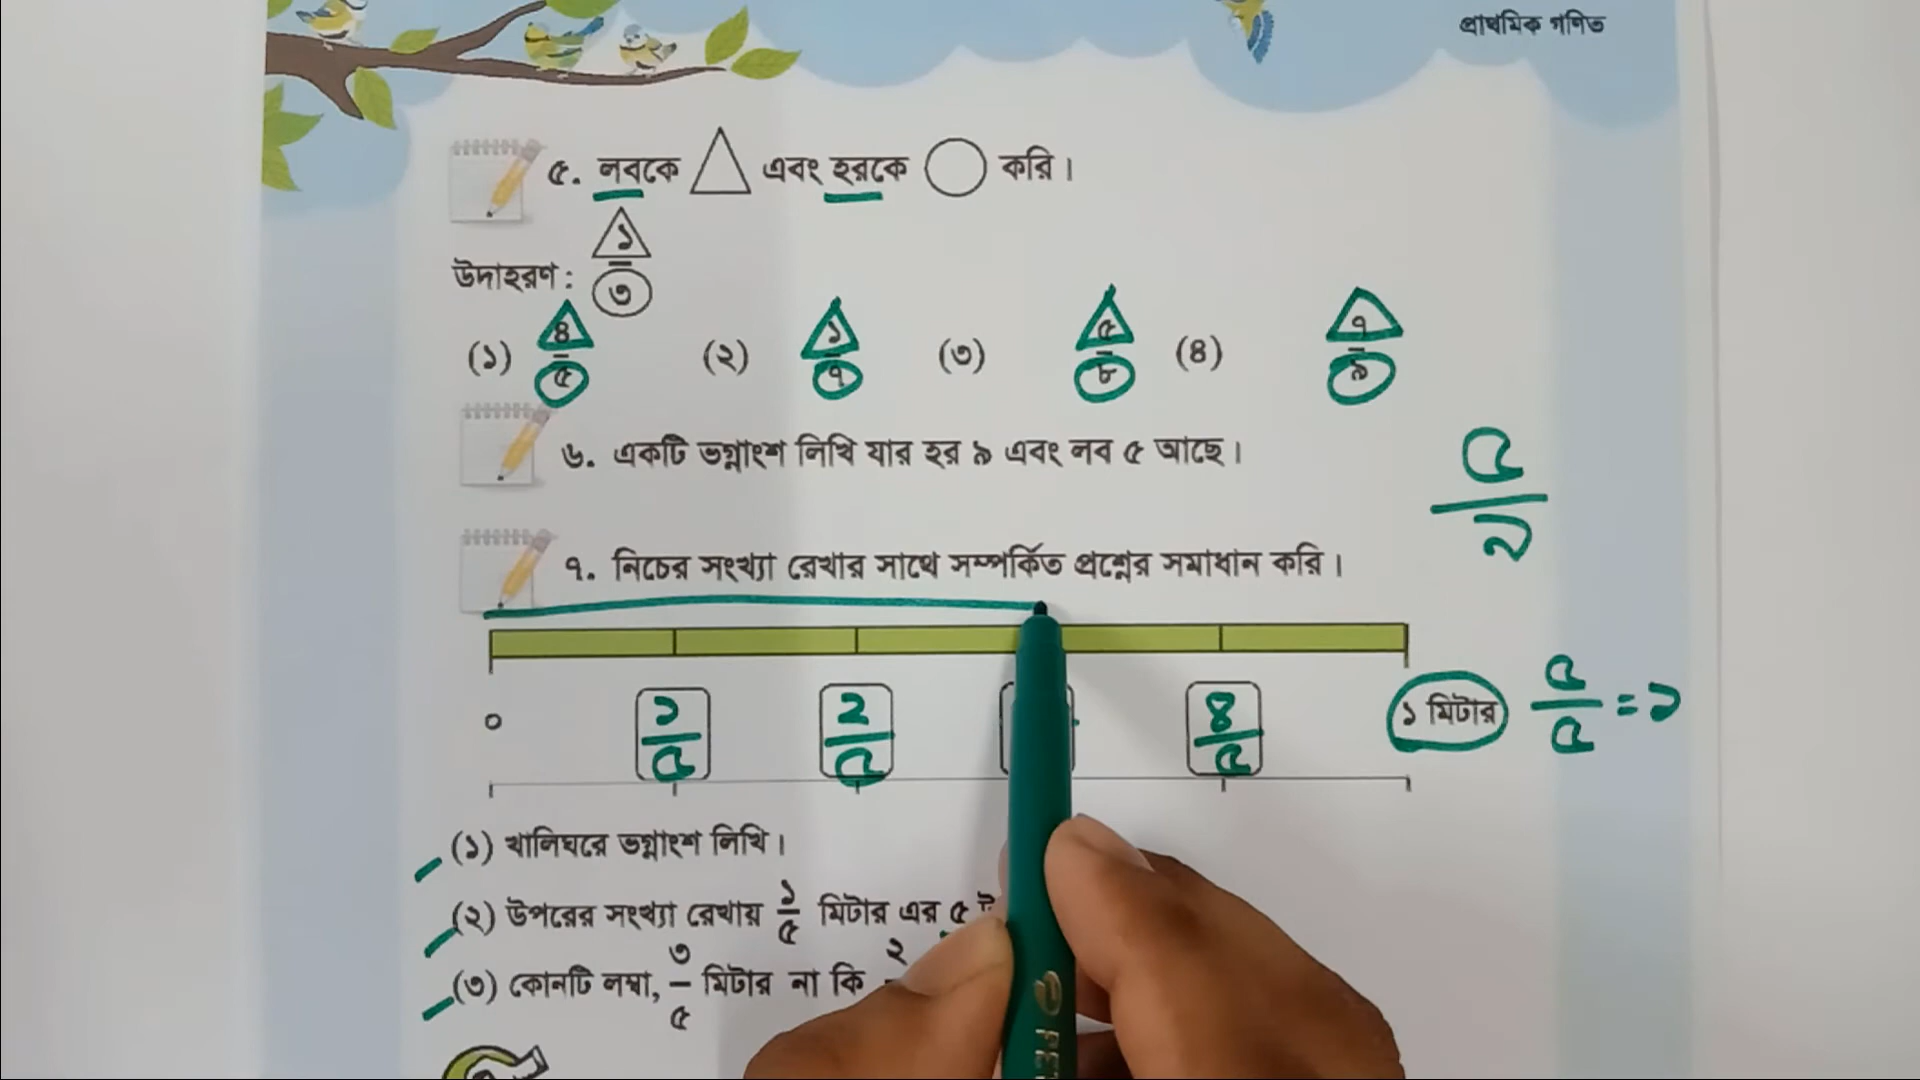 প্রাথমিক গণিত
৫. লবকে △ এবং হরকে ○ করি।
উদাহরণ : ১/৩
(১) ৪/৫ (২) ১/৭ (৩) ৫/৮ (৪) ৭/৯
৬. একটি ভগ্নাংশ লিখি যার হর ৯ এবং লব ৫ আছে।
৫/৯
৭. নিচের সংখ্যা রেখার সাথে সম্পর্কিত প্রশ্নের সমাধান করি।
০ ১/৫ ২/৫ ৪/৫ ১ মিটার ৫/৫ = ১
(১) খালিঘরে ভগ্নাংশ লিখি।
(২) উপরের সংখ্যা রেখায় ১/৫ মিটার এর ৫
(৩) কোনটি লম্বা, ৩/৫ মিটার না কি ২